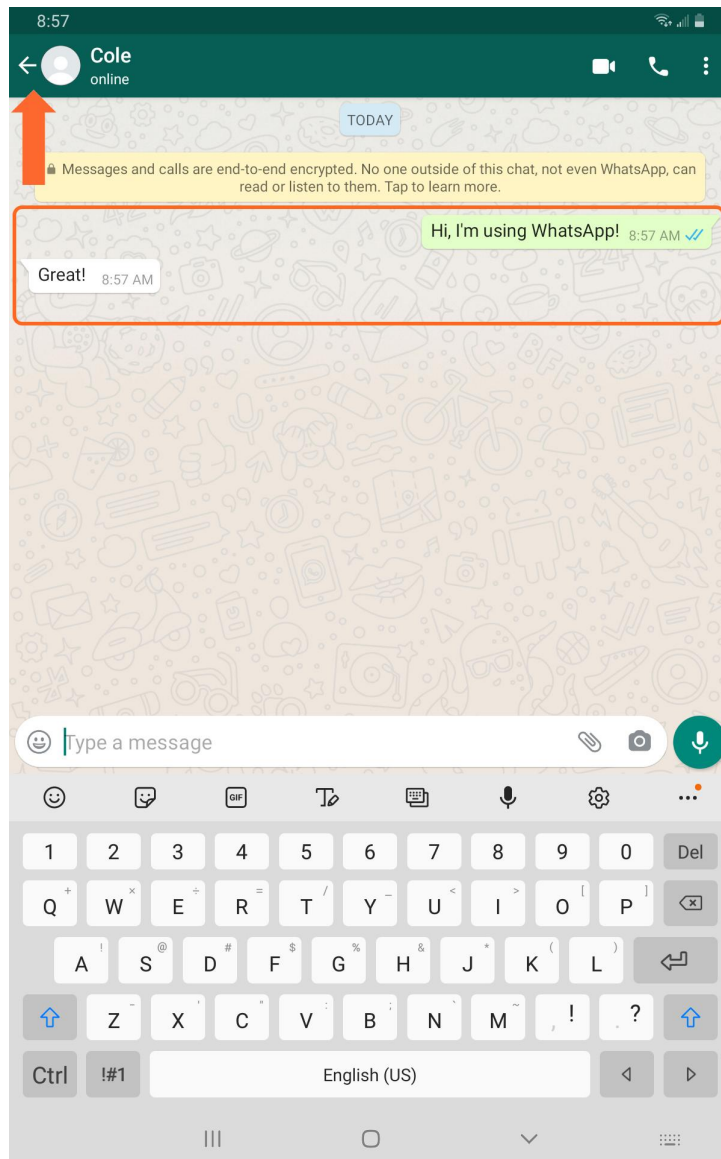 8:57
Cole
online
TODAY
Messages and calls are end-to-end encrypted. No one outside of this chat, not even WhatsApp, can
read or listen to them. Tap to learn more.
Hi, I'm using WhatsApp! 8:57 AM
Great! 8:57 AM
Type a message
GIF
1 2 3 4 5 6 7 8 9 0 Del
+ × ÷ = / _ < > [ ]
Q W E R T Y U I O P
! @ # $ % & * ( )
A S D F G H J K L
- ' " : ; ` ~
Z X C V B N M , ! . ?
Ctrl !#1 English (US)